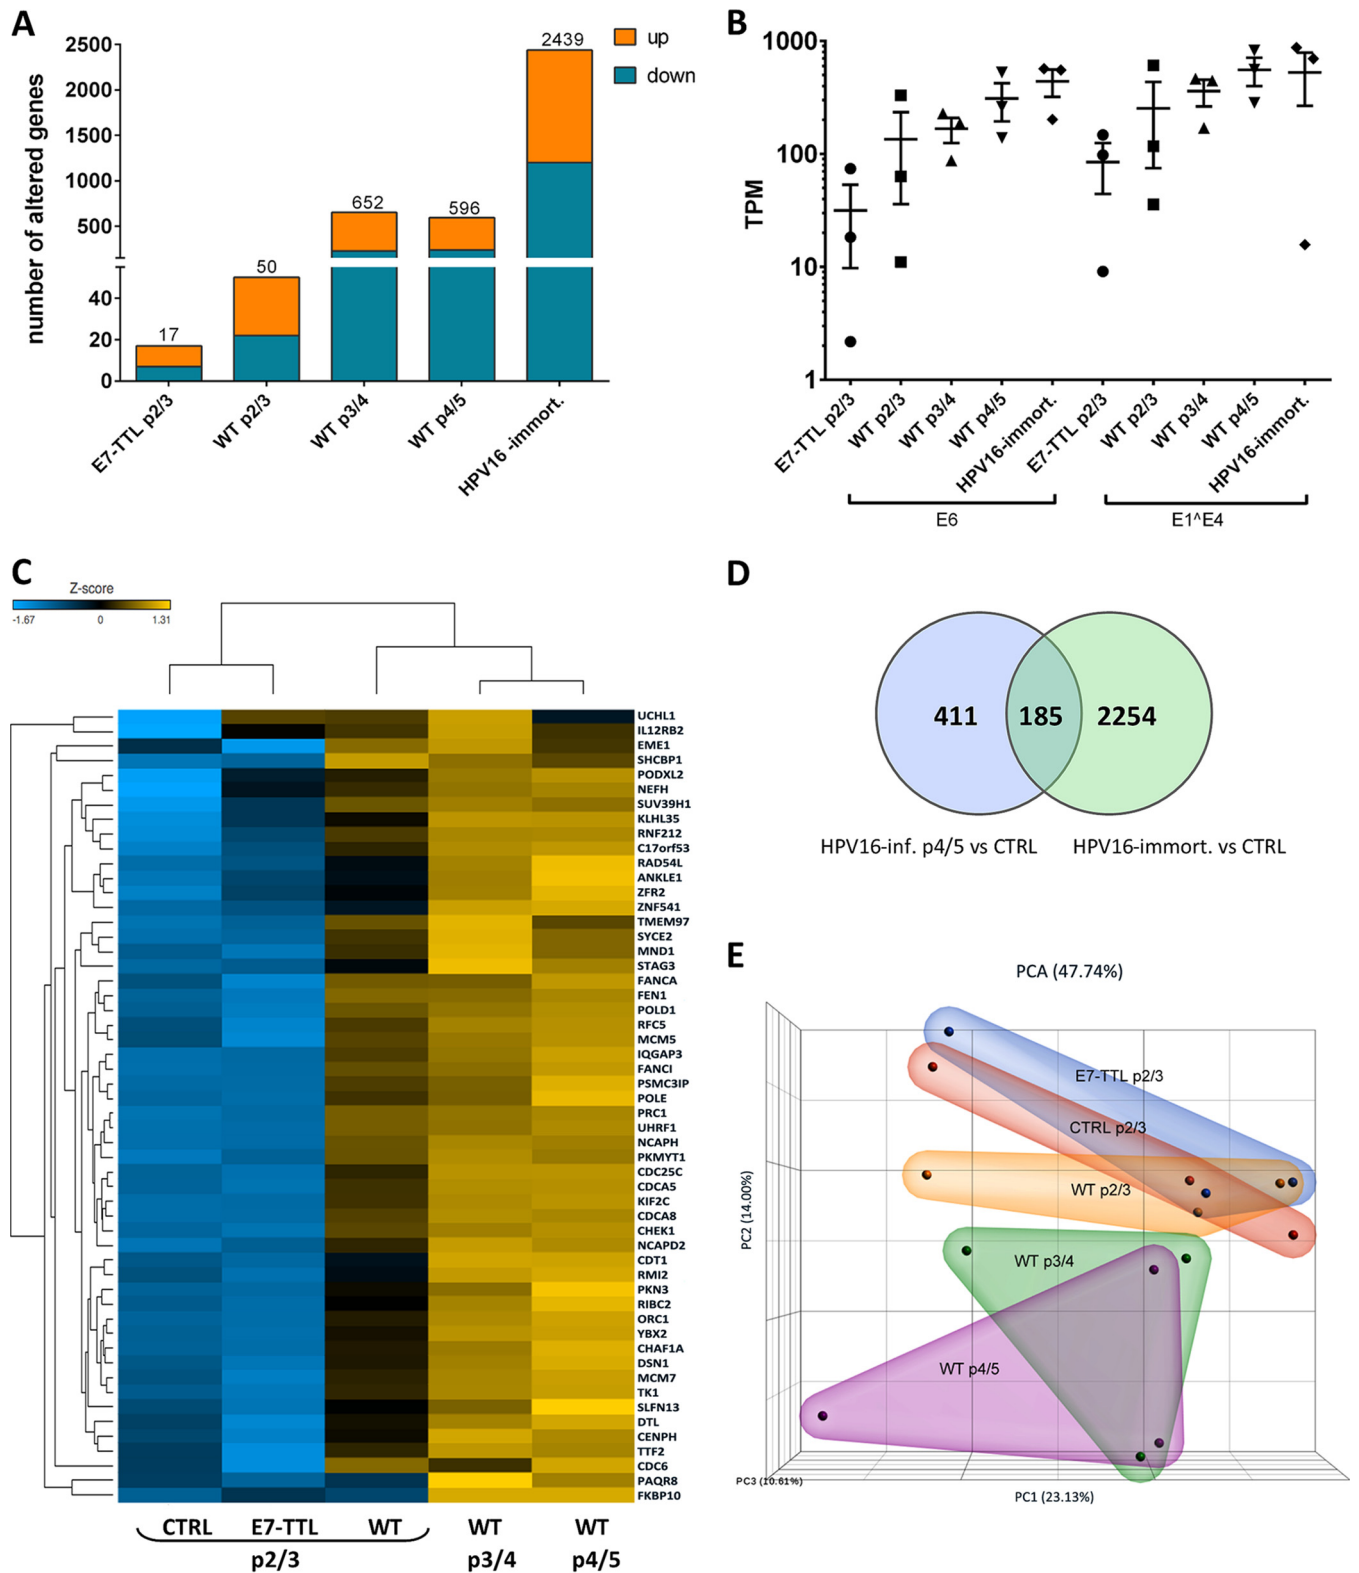 A
number of altered genes
2500
2000
1500
1000
500
40
20
0
17
50
652
596
2439
up
down
E7-TTL p2/3
WT p2/3
WT p3/4
WT p4/5
HPV16 -immort.
B
TPM
1000
100
10
1
E7-TTL p2/3
WT p2/3
WT p3/4
WT p4/5
HPV16-immort.
E7-TTL p2/3
WT p2/3
WT p3/4
WT p4/5
HPV16-immort.
E6
E1^E4
C
Z-score
-1.67 0 1.31
UCHL1
IL12RB2
EME1
SHCBP1
PODXL2
NEFH
SUV39H1
KLHL35
RNF212
C17orf53
RAD54L
ANKLE1
ZFR2
ZNF541
TMEM97
SYCE2
MND1
STAG3
FANCA
FEN1
POLD1
RFC5
MCM5
IQGAP3
FANCI
PSMC3IP
POLE
PRC1
UHRF1
NCAPH
PKMYT1
CDC25C
CDCA5
KIF2C
CDCA8
CHEK1
NCAPD2
CDT1
RMI2
PKN3
RIBC2
ORC1
YBX2
CHAF1A
DSN1
MCM7
TK1
SLFN13
DTL
CENPH
TTF2
CDC6
PAQR8
FKBP10
CTRL E7-TTL WT WT WT
p2/3 p3/4 p4/5
D
411 185 2254
HPV16-inf. p4/5 vs CTRL HPV16-immort. vs CTRL
E
PCA (47.74%)
E7-TTL p2/3
CTRL p2/3
WT p2/3
WT p3/4
WT p4/5
PC2 (14.00%)
PC3 (10.61%)
PC1 (23.13%)